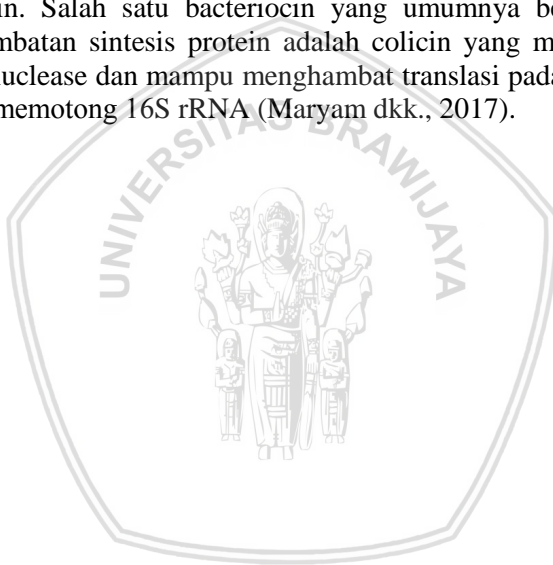 in. Salah satu bacteriocin yang umumnya be
mbatan sintesis protein adalah colicin yang m
nuclease dan mampu menghambat translasi pada
memotong 16S rRNA (Maryam dkk., 2017).
UNIVERSITAS BRAWIJAYA